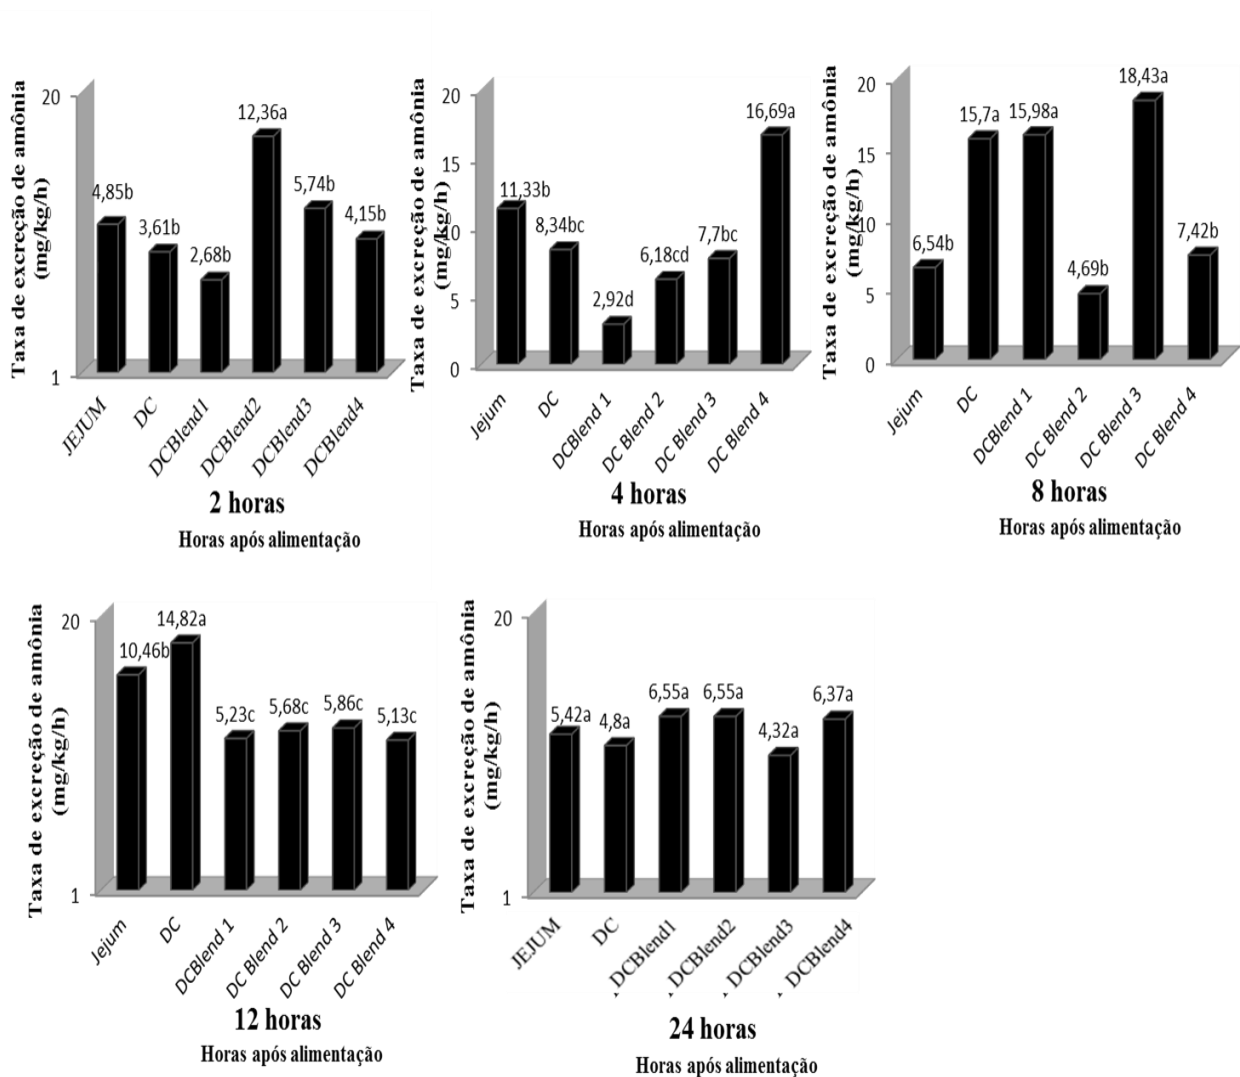 Taxa de excreção de amônia
(mg/kg/h)
20
1
4,85b
3,61b
2,68b
12,36a
5,74b
4,15b
JEJUM
DC
DCBlend1
DCBlend2
DCBlend3
DCBlend4
2 horas
Horas após alimentação
Taxa de excreção de amônia
(mg/kg/h)
20
15
10
5
0
11,33b
8,34bc
2,92d
6,18cd
7,7bc
16,69a
Jejum
DC
DCBlend 1
DC Blend 2
DC Blend 3
DC Blend 4
4 horas
Horas após alimentação
Taxa de excreção de amônia
(mg/kg/h)
20
15
10
5
0
6,54b
15,7a
15,98a
4,69b
18,43a
7,42b
Jejum
DC
DCBlend 1
DC Blend 2
DC Blend 3
DC Blend 4
8 horas
Horas após alimentação
Taxa de excreção de amônia
(mg/kg/h)
20
1
10,46b
14,82a
5,23c
5,68c
5,86c
5,13c
Jejum
DC
DCBlend 1
DC Blend 2
DC Blend 3
DC Blend 4
12 horas
Horas após alimentação
Taxa de excreção de amônia
(mg/kg/h)
20
1
5,42a
4,8a
6,55a
6,55a
4,32a
6,37a
JEJUM
DC
DCBlend1
DCBlend2
DCBlend3
DCBlend4
24 horas
Horas após alimentação